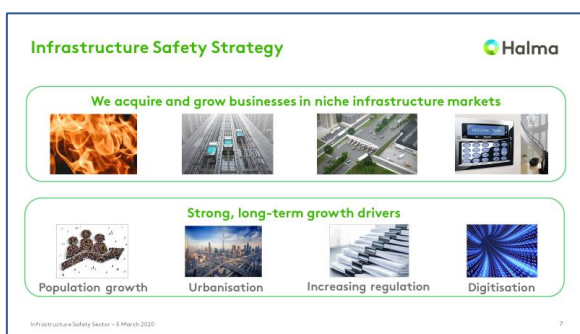 Infrastructure Safety Strategy
Halma
We acquire and grow businesses in niche infrastructure markets
Strong, long-term growth drivers
Population growth
Urbanisation
Increasing regulation
Digitisation
Infrastructure Safety Sector – 5 March 2020
7